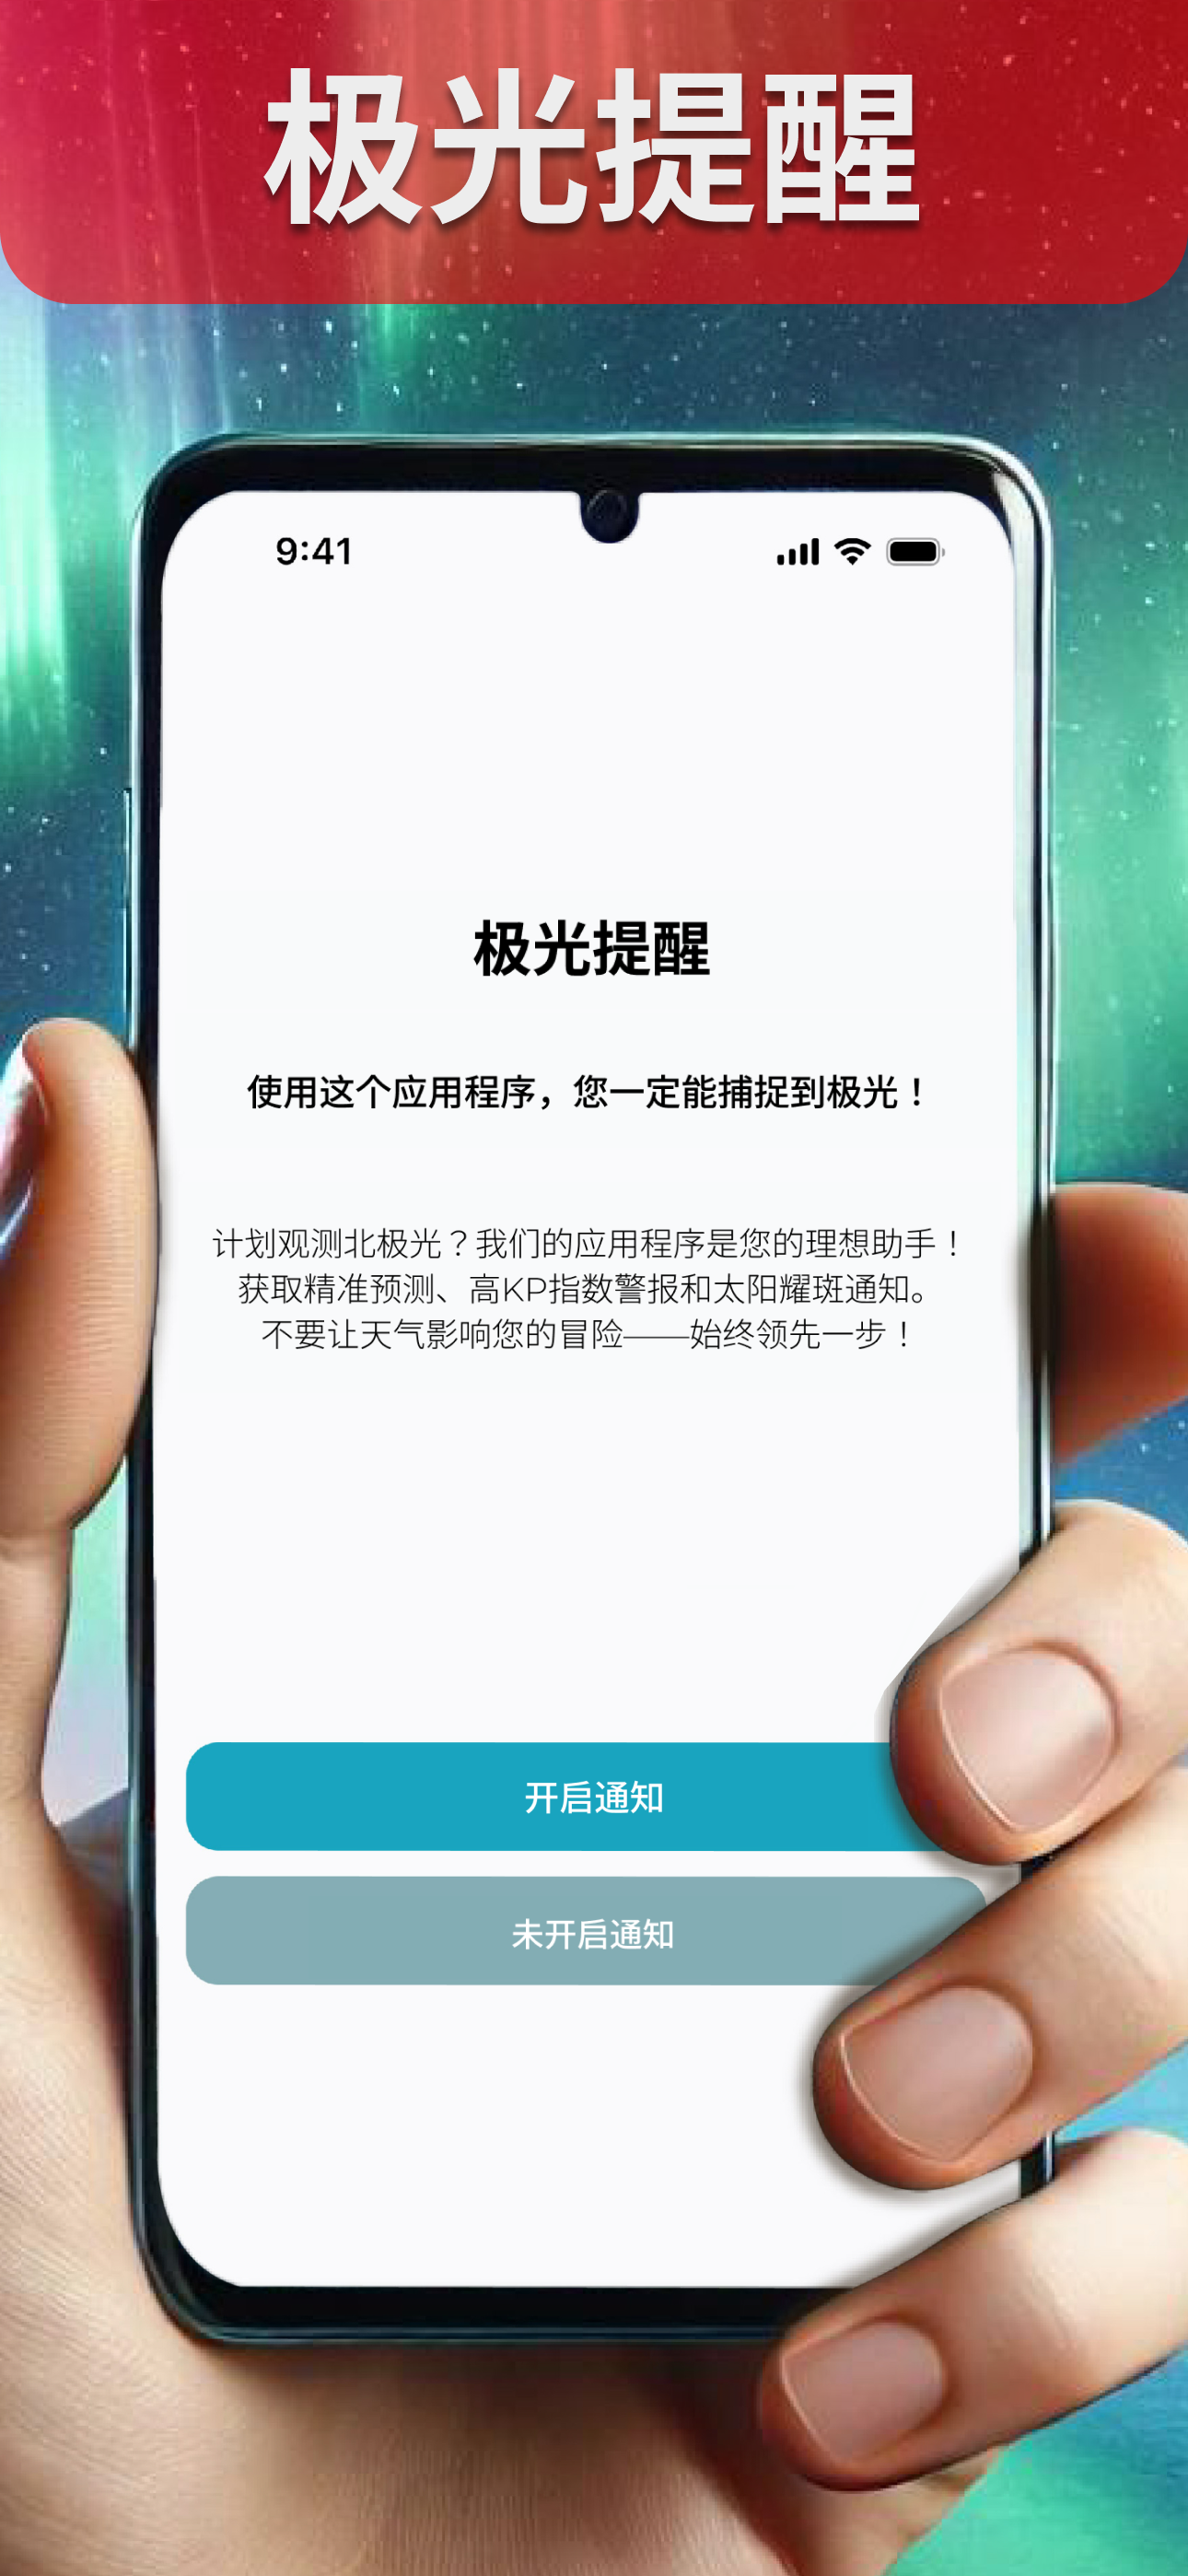 极光提醒
9:41
极光提醒
使用这个应用程序，您一定能捕捉到极光！
计划观测北极光？我们的应用程序是您的理想助手！
获取精准预测、高KP指数警报和太阳耀斑通知。
不要让天气影响您的冒险——始终领先一步！
开启通知
未开启通知